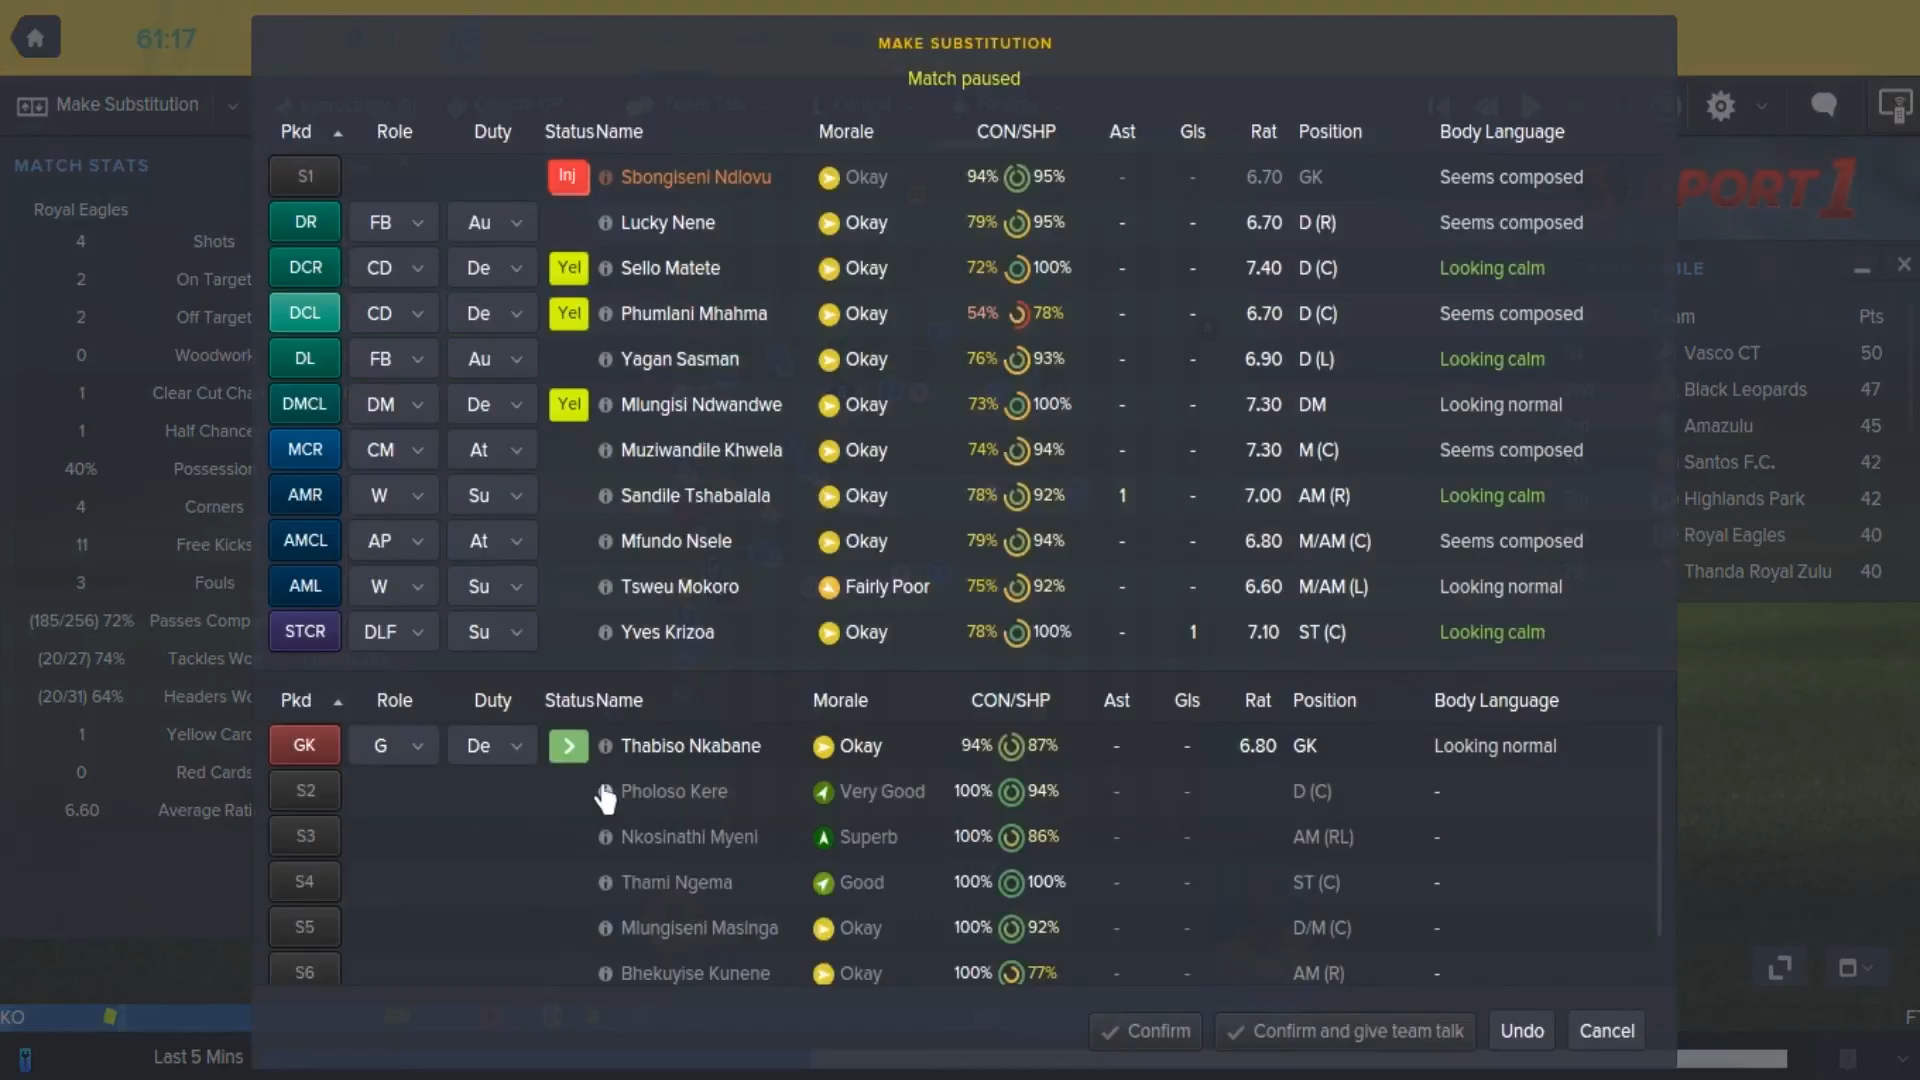 61:17
MAKE SUBSTITUTION
Match paused
Make Substitution
Pkd Role Duty Status Name Morale CON/SHP Ast Gls Rat Position Body Language
S1 Inj Sbongiseni Ndlovu Okay 94% 95% - - 6.70 GK Seems composed
DR FB Au Lucky Nene Okay 79% 95% - - 6.70 D (R) Seems composed
DCR CD De Yel Sello Matete Okay 72% 100% - - 7.40 D (C) Looking calm
DCL CD De Yel Phumlani Mhahma Okay 54% 78% - - 6.70 D (C) Seems composed
DL FB Au Yagan Sasman Okay 76% 93% - - 6.90 D (L) Looking calm
DMCL DM De Yel Mlungisi Ndwandwe Okay 73% 100% - - 7.30 DM Looking normal
MCR CM At Muziwandile Khwela Okay 74% 94% - - 7.30 M (C) Seems composed
AMR W Su Sandile Tshabalala Okay 78% 92% 1 - 7.00 AM (R) Looking calm
AMCL AP At Mfundo Nsele Okay 79% 94% - - 6.80 M/AM (C) Seems composed
AML W Su Tsweu Mokoro Fairly Poor 75% 92% - - 6.60 M/AM (L) Looking normal
STCR DLF Su Yves Krizoa Okay 78% 100% - 1 7.10 ST (C) Looking calm
Pkd Role Duty Status Name Morale CON/SHP Ast Gls Rat Position Body Language
GK G De Thabiso Nkabane Okay 94% 87% - - 6.80 GK Looking normal
S2 Pholoso Kere Very Good 100% 94% - - D (C) -
S3 Nkosinathi Myeni Superb 100% 86% - - AM (RL) -
S4 Thami Ngema Good 100% 100% - - ST (C) -
S5 Mlungiseni Masinga Okay 100% 92% - - D/M (C) -
S6 Bhekuyise Kunene Okay 100% 77% - - AM (R) -
Confirm Confirm and give team talk Undo Cancel
MATCH STATS
Royal Eagles
4 Shots
2 On Target
2 Off Target
0 Woodwork
1 Clear Cut Cha
1 Half Chance
40% Possession
4 Corners
11 Free Kicks
3 Fouls
(185/256) 72% Passes Comp
(20/27) 74% Tackles Wo
(20/31) 64% Headers Wo
1 Yellow Card
0 Red Cards
6.60 Average Rati
KO
Last 5 Mins
SPORT1
LE
am Pts
Vasco CT 50
Black Leopards 47
Amazulu 45
Santos F.C. 42
Highlands Park 42
Royal Eagles 40
Thanda Royal Zulu 40